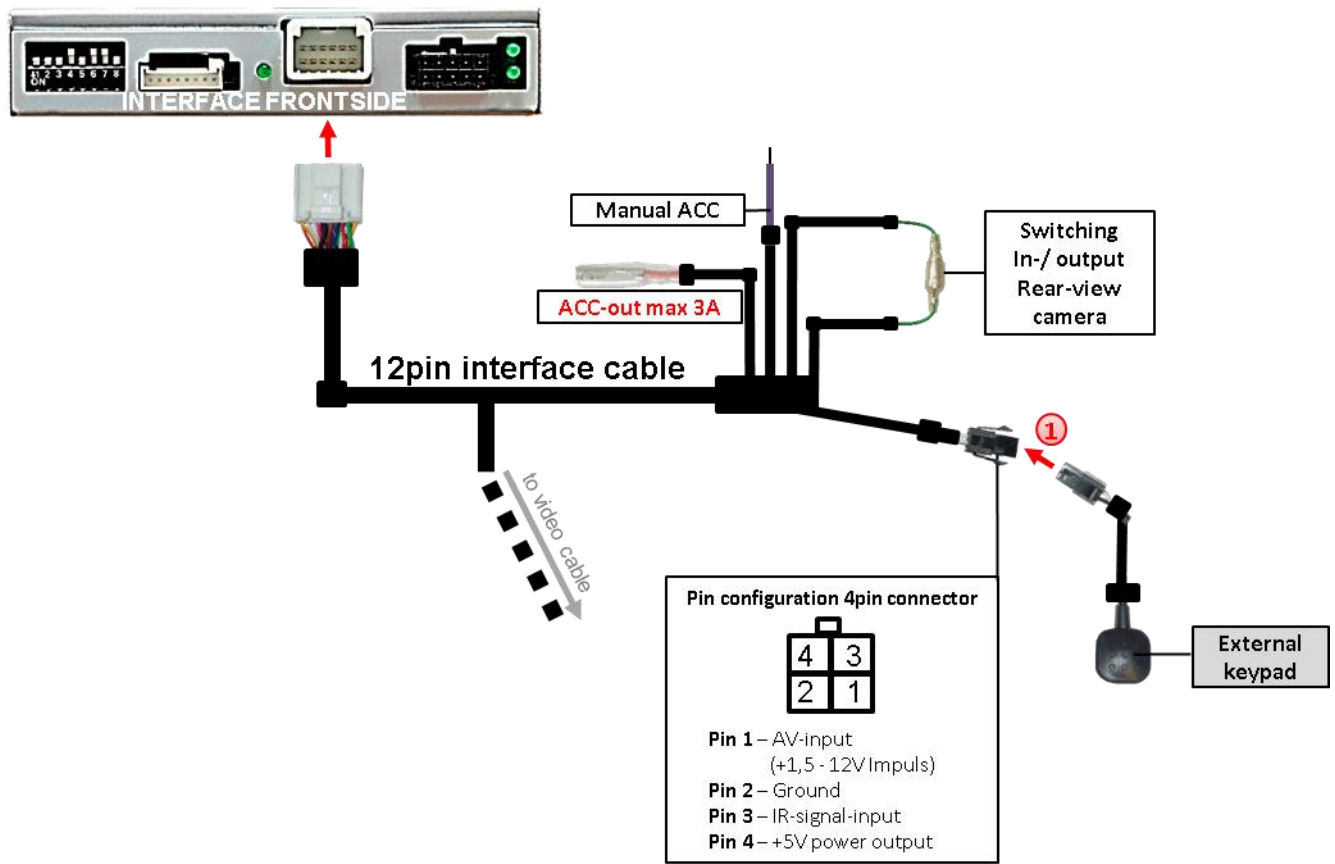 1 2 3 4 5 6 7 8
ON
INTERFACE FRONTSIDE
Manual ACC
ACC-out max 3A
Switching
In-/ output
Rear-view
camera
12pin interface cable
1
to video cable
Pin configuration 4pin connector
4 3
2 1
Pin 1 – AV-input
(+1,5 - 12V Impuls)
Pin 2 – Ground
Pin 3 – IR-signal-input
Pin 4 – +5V power output
External
keypad